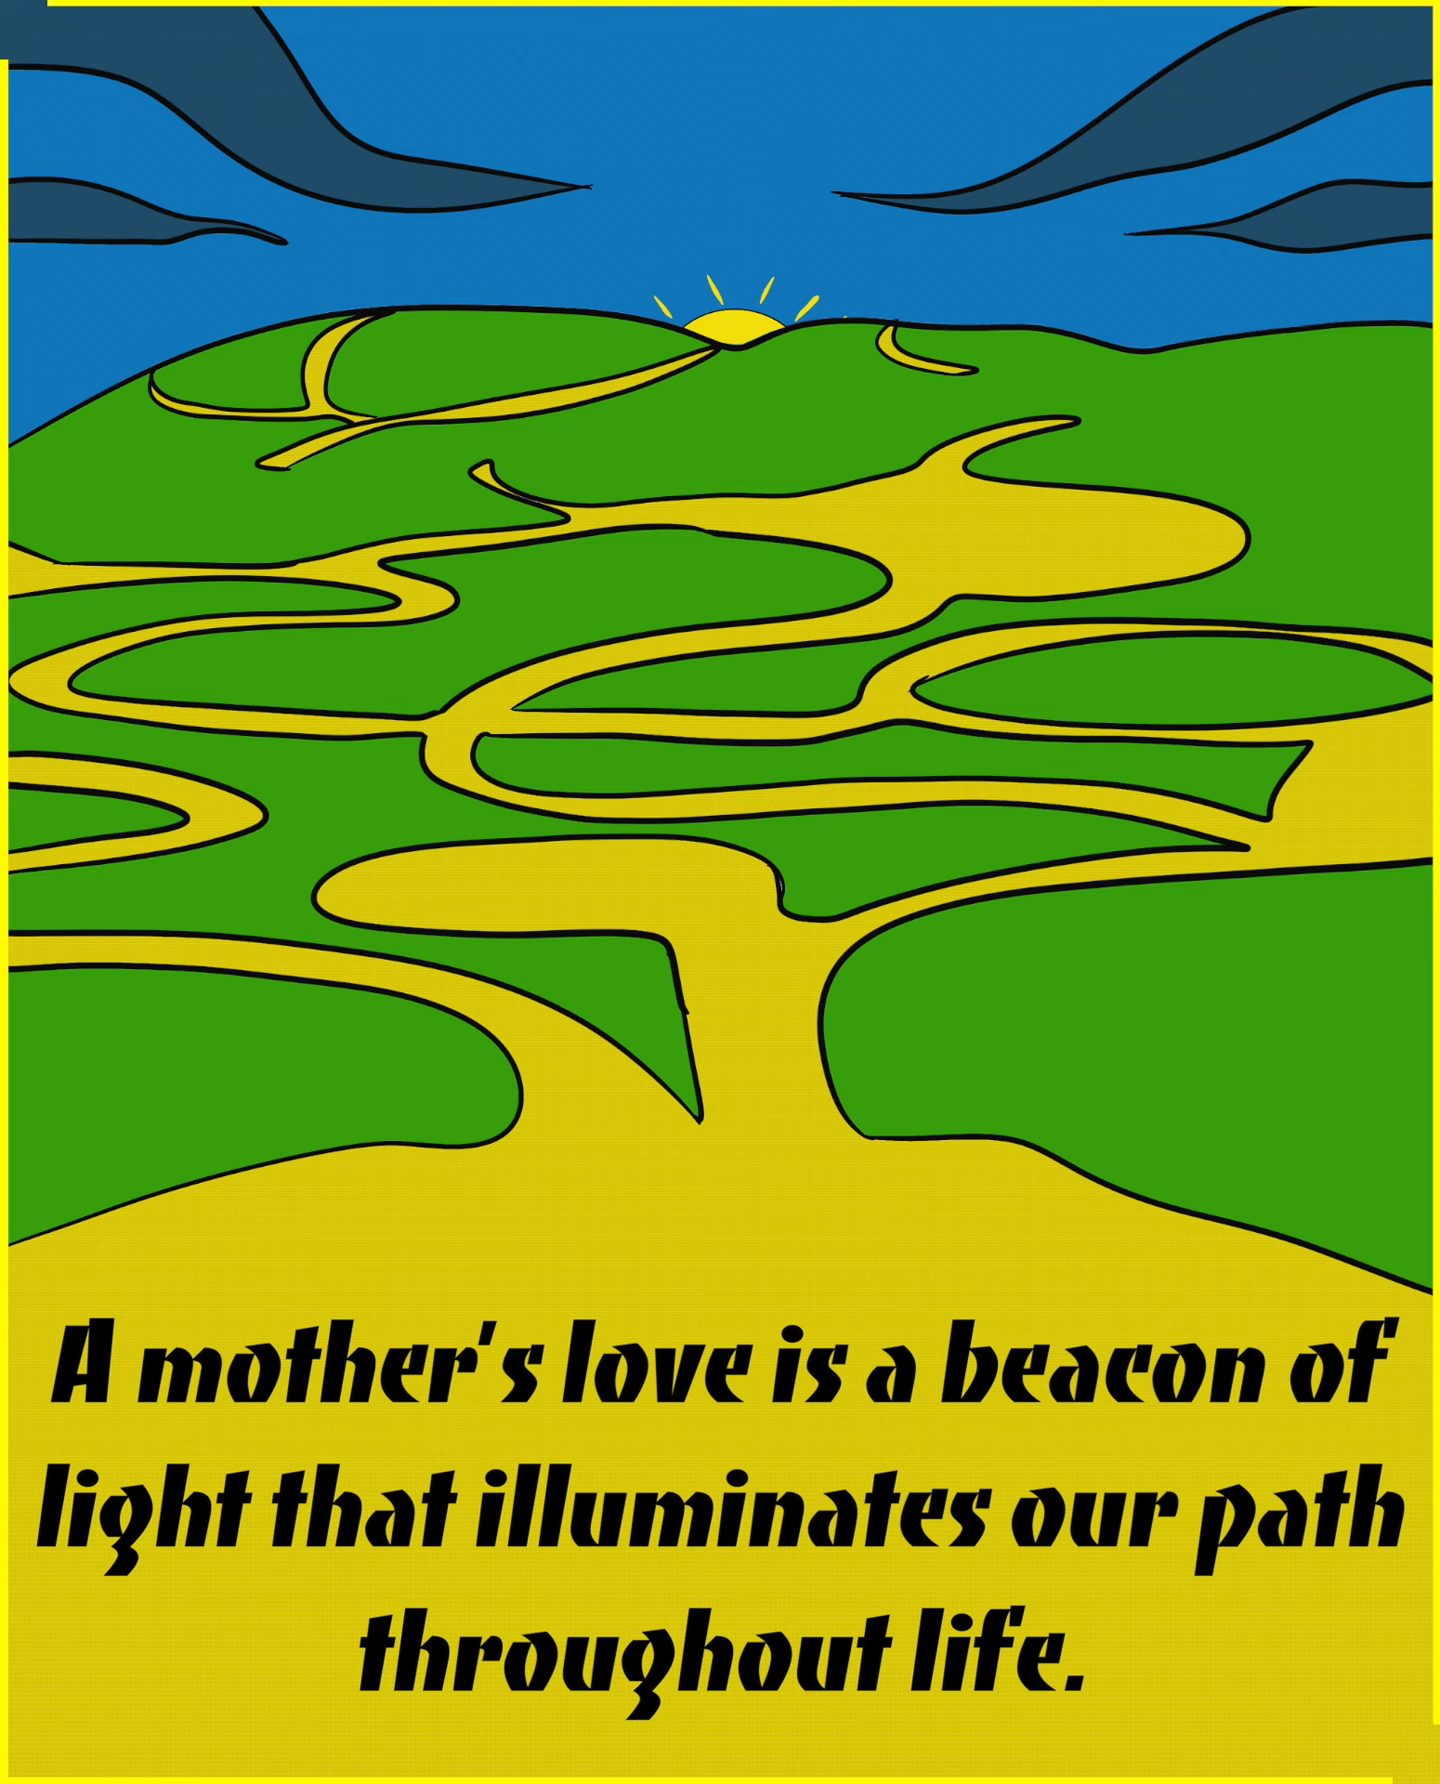 A mother's love is a beacon of
light that illuminates our path
throughout life.